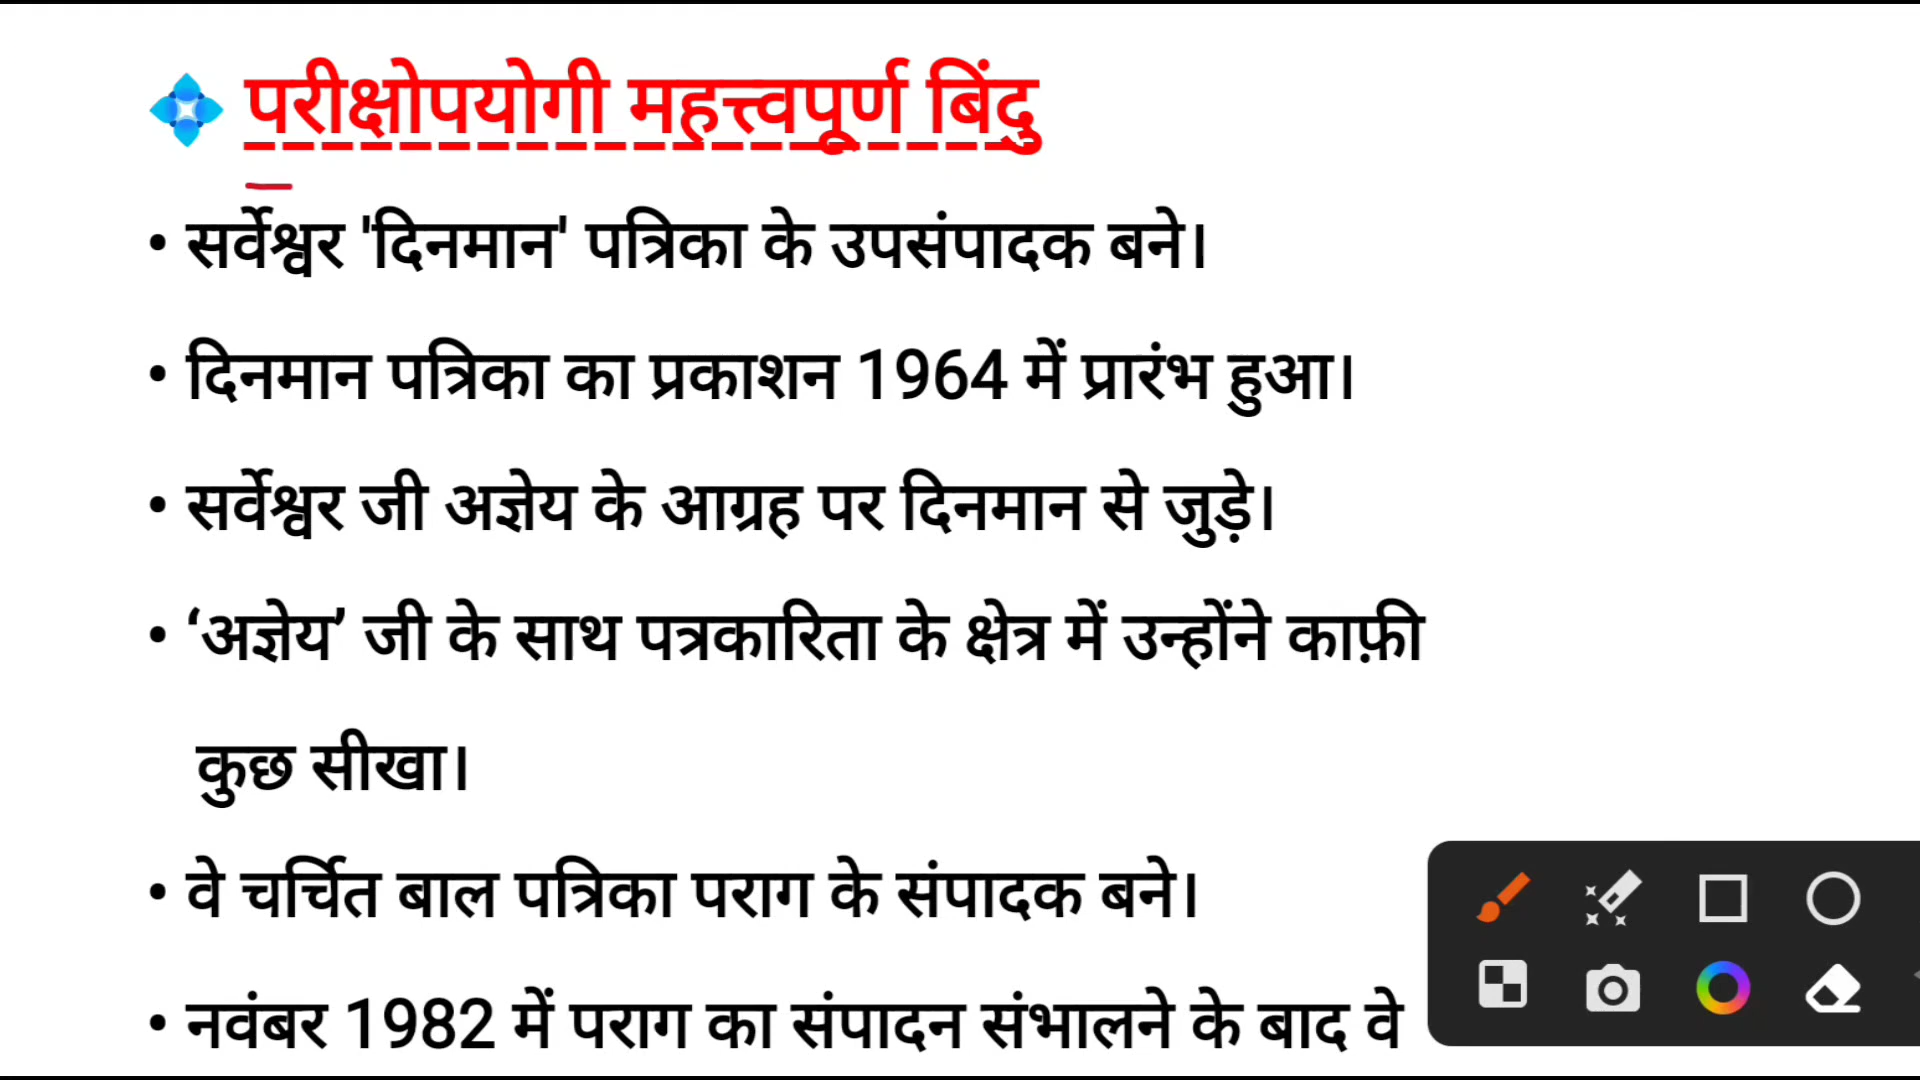 परीक्षोपयोगी महत्त्वपूर्ण बिंदु
• सर्वेश्वर 'दिनमान' पत्रिका के उपसंपादक बने।
• दिनमान पत्रिका का प्रकाशन 1964 में प्रारंभ हुआ।
• सर्वेश्वर जी अज्ञेय के आग्रह पर दिनमान से जुड़े।
• ‘अज्ञेय’ जी के साथ पत्रकारिता के क्षेत्र में उन्होंने काफ़ी
कुछ सीखा।
• वे चर्चित बाल पत्रिका पराग के संपादक बने।
• नवंबर 1982 में पराग का संपादन संभालने के बाद वे